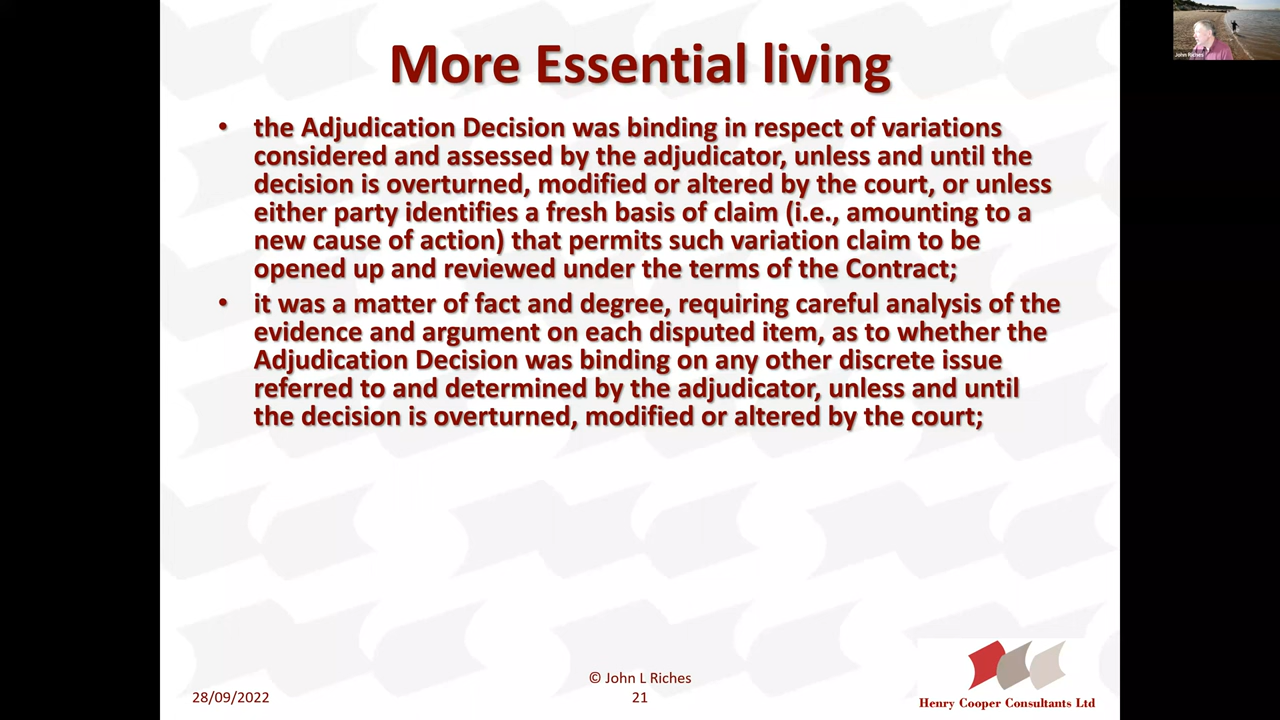 More Essential living
• the Adjudication Decision was binding in respect of variations
considered and assessed by the adjudicator, unless and until the
decision is overturned, modified or altered by the court, or unless
either party identifies a fresh basis of claim (i.e., amounting to a
new cause of action) that permits such variation claim to be
opened up and reviewed under the terms of the Contract;
• it was a matter of fact and degree, requiring careful analysis of the
evidence and argument on each disputed item, as to whether the
Adjudication Decision was binding on any other discrete issue
referred to and determined by the adjudicator, unless and until
the decision is overturned, modified or altered by the court;
28/09/2022
© John L Riches
21
Henry Cooper Consultants Ltd
John Riches